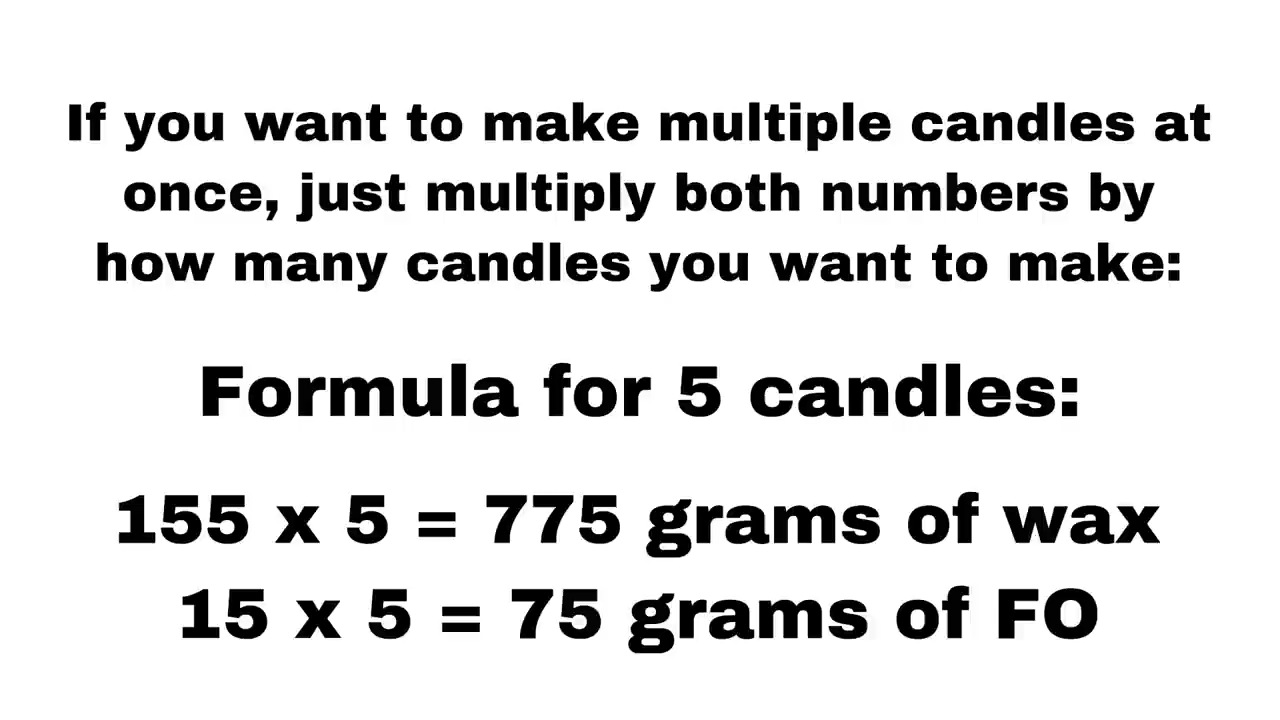 If you want to make multiple candles at
once, just multiply both numbers by
how many candles you want to make:
Formula for 5 candles:
155 x 5 = 775 grams of wax
15 x 5 = 75 grams of FO